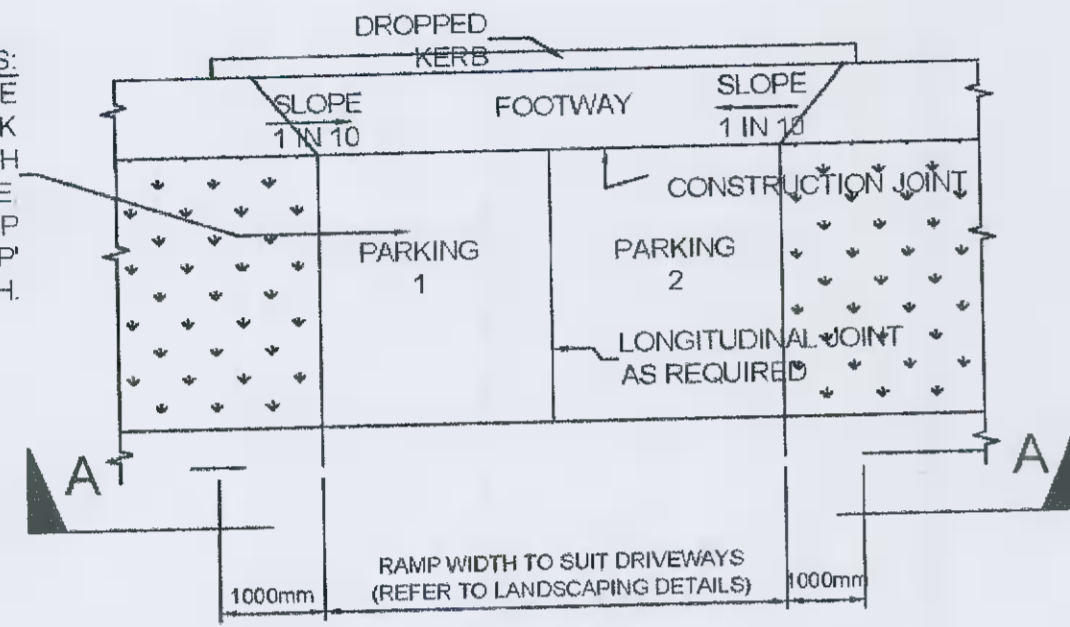 S:
E
K
H
E
P
P'
H.
DROPPED
KERB
SLOPE
1 IN 10
FOOTWAY
SLOPE
1 IN 10
CONSTRUCTION JOINT
PARKING
1
PARKING
2
LONGITUDINAL JOINT
AS REQUIRED
A
A
RAMP WIDTH TO SUIT DRIVEWAYS
(REFER TO LANDSCAPING DETAILS)
1000mm
1000mm